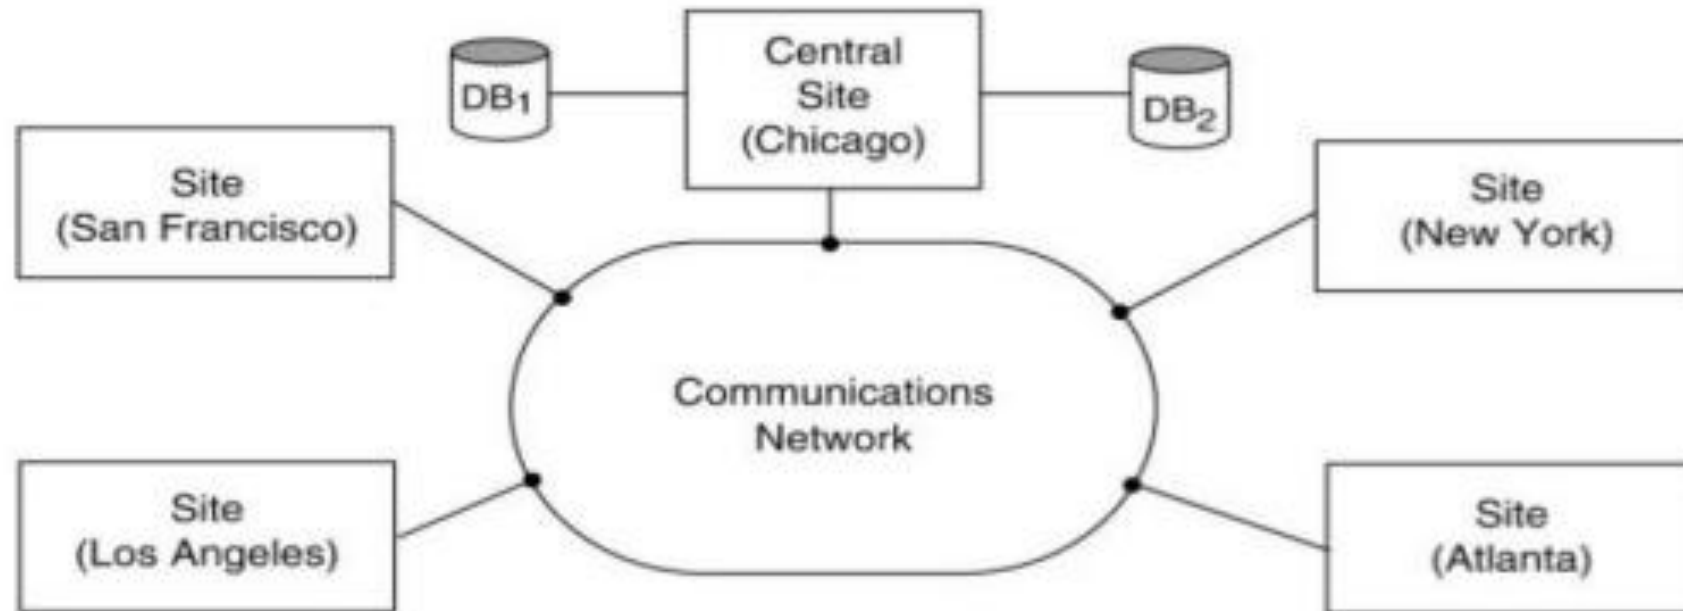 Central
Site
(Chicago)
DB1
DB2
Site
(San Francisco)
Site
(New York)
Communications
Network
Site
(Los Angeles)
Site
(Atlanta)